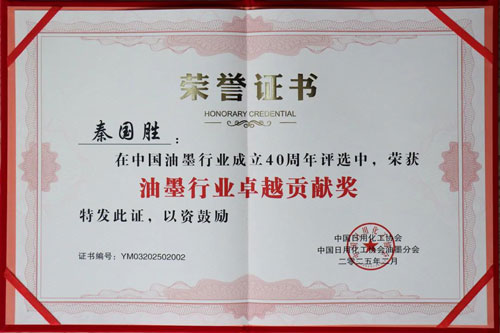 荣誉证书
HONORARY CREDENTIAL
秦国胜：
在中国油墨行业成立40周年评选中，荣获
油墨行业卓越贡献奖
特发此证，以资鼓励
中国日用化工协会
中国日用化工协会油墨分会
二〇二五年二月
证书编号：YM03202502002